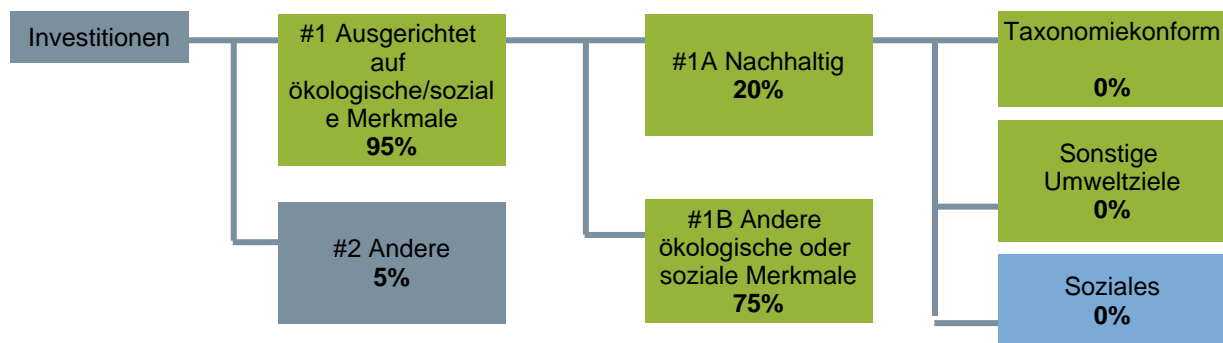 Investitionen
#1 Ausgerichtet
auf
ökologische/sozial
e Merkmale
95%
#2 Andere
5%
#1A Nachhaltig
20%
#1B Andere
ökologische oder
soziale Merkmale
75%
Taxonomiekonform
0%
Sonstige
Umweltziele
0%
Soziales
0%